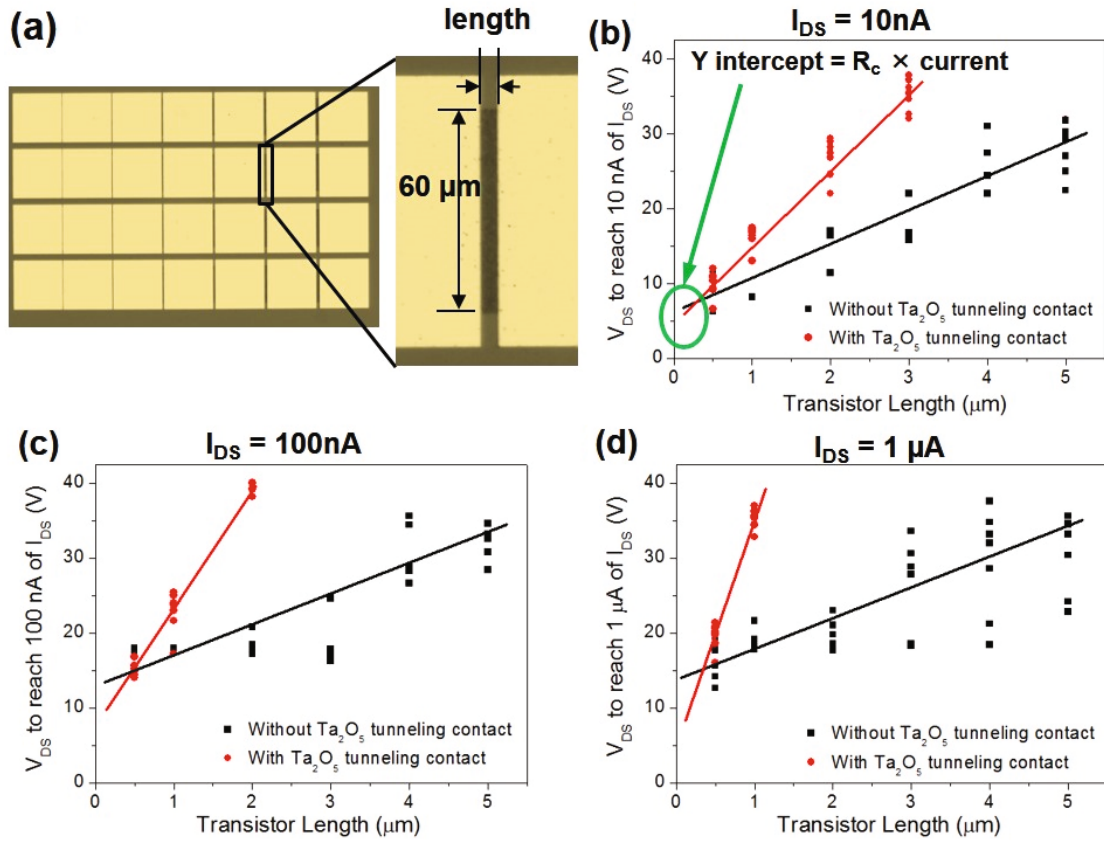 (a)
length
60 µm
(b)
I_DS = 10nA
Y intercept = R_c × current
V_DS to reach 10 nA of I_DS (V)
40
30
20
10
0
Without Ta₂O₅ tunneling contact
With Ta₂O₅ tunneling contact
0 1 2 3 4 5
Transistor Length (µm)
(c)
I_DS = 100nA
V_DS to reach 100 nA of I_DS (V)
40
30
20
10
0
Without Ta₂O₅ tunneling contact
With Ta₂O₅ tunneling contact
0 1 2 3 4 5
Transistor Length (µm)
(d)
I_DS = 1 µA
V_DS to reach 1 µA of I_DS (V)
40
30
20
10
0
Without Ta₂O₅ tunneling contact
With Ta₂O₅ tunneling contact
0 1 2 3 4 5
Transistor Length (µm)